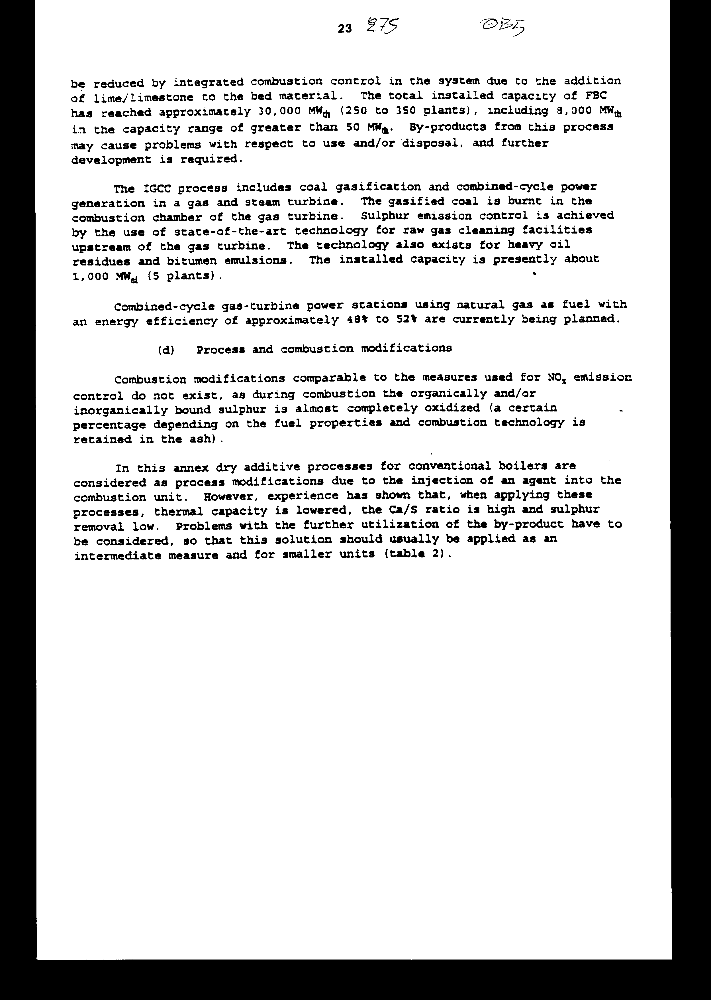 23 275 OB5
be reduced by integrated combustion control in the system due to the addition
of lime/limestone to the bed material. The total installed capacity of FBC
has reached approximately 30,000 MWth (250 to 350 plants), including 8,000 MWth
in the capacity range of greater than 50 MWth. By-products from this process
may cause problems with respect to use and/or disposal, and further
development is required.
The IGCC process includes coal gasification and combined-cycle power
generation in a gas and steam turbine. The gasified coal is burnt in the
combustion chamber of the gas turbine. Sulphur emission control is achieved
by the use of state-of-the-art technology for raw gas cleaning facilities
upstream of the gas turbine. The technology also exists for heavy oil
residues and bitumen emulsions. The installed capacity is presently about
1,000 MWel (5 plants).
Combined-cycle gas-turbine power stations using natural gas as fuel with
an energy efficiency of approximately 48% to 52% are currently being planned.
(d) Process and combustion modifications
Combustion modifications comparable to the measures used for NOx emission
control do not exist, as during combustion the organically and/or
inorganically bound sulphur is almost completely oxidized (a certain
percentage depending on the fuel properties and combustion technology is
retained in the ash).
In this annex dry additive processes for conventional boilers are
considered as process modifications due to the injection of an agent into the
combustion unit. However, experience has shown that, when applying these
processes, thermal capacity is lowered, the Ca/S ratio is high and sulphur
removal low. Problems with the further utilization of the by-product have to
be considered, so that this solution should usually be applied as an
intermediate measure and for smaller units (table 2).